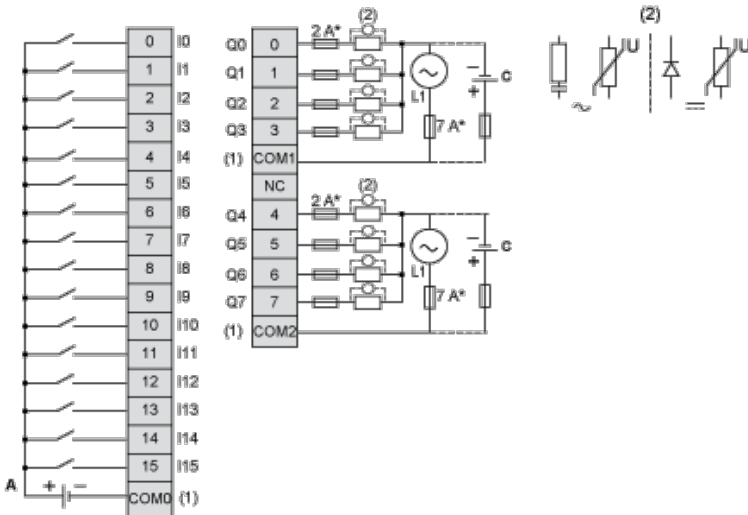 0 I0
1 I1
2 I2
3 I3
4 I4
5 I5
6 I6
7 I7
8 I8
9 I9
10 I10
11 I11
12 I12
13 I13
14 I14
15 I15
A + − COM0 (1)
2 A* (2)
Q0 0
Q1 1
Q2 2
Q3 3
(1) COM1
L1
7 A*
− + C
NC
2 A* (2)
Q4 4
Q5 5
Q6 6
Q7 7
(1) COM2
L1
7 A*
− + C
(2)
U U